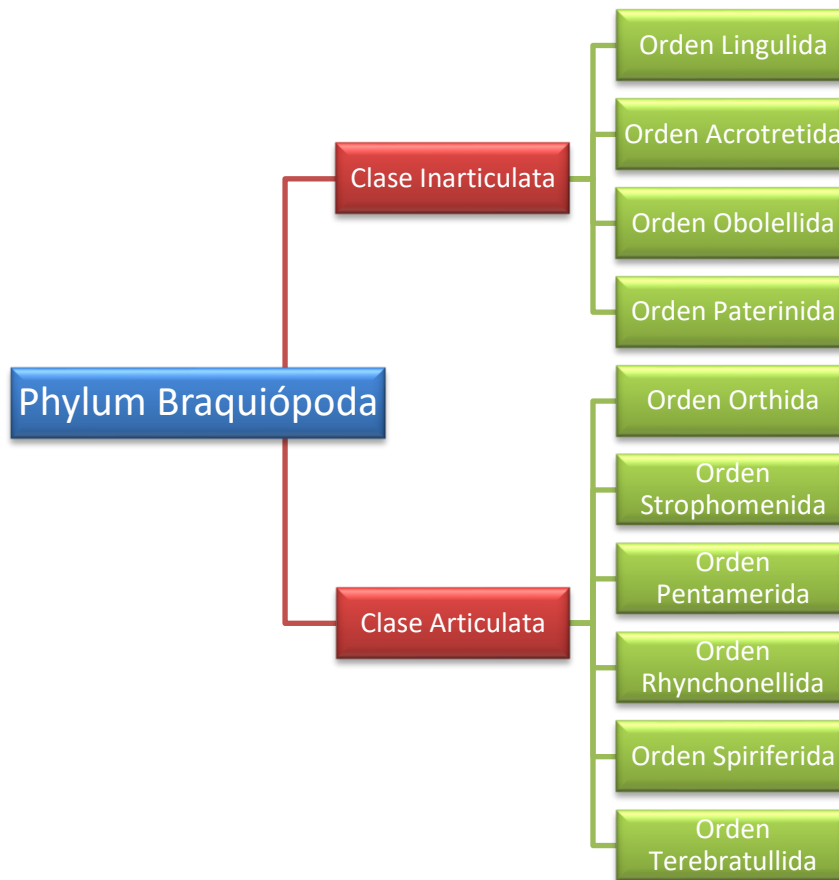 Phylum Braquiópoda
Clase Inarticulata
Orden Lingulida
Orden Acrotretida
Orden Obolellida
Orden Paterinida
Clase Articulata
Orden Orthida
Orden
Strophomenida
Orden
Pentamerida
Orden
Rhynchonellida
Orden Spiriferida
Orden
Terebratullida